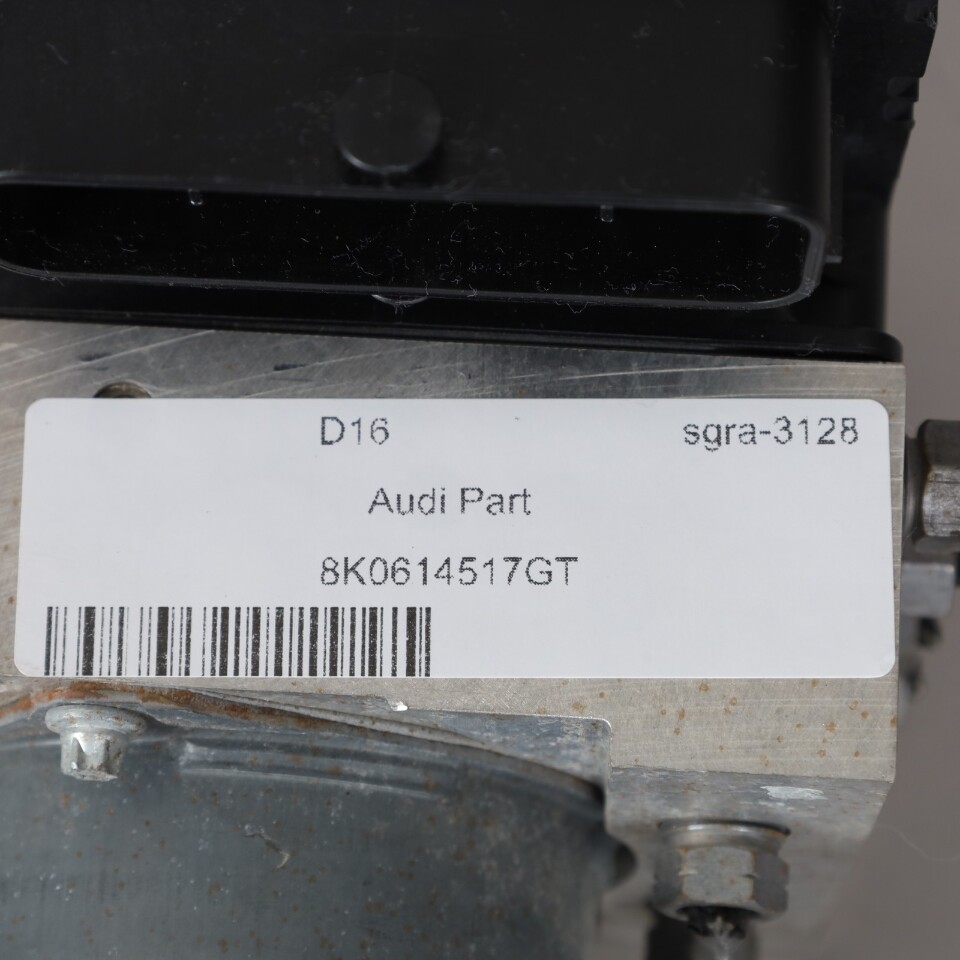 D16 sgra-3128
Audi Part
8K0614517GT